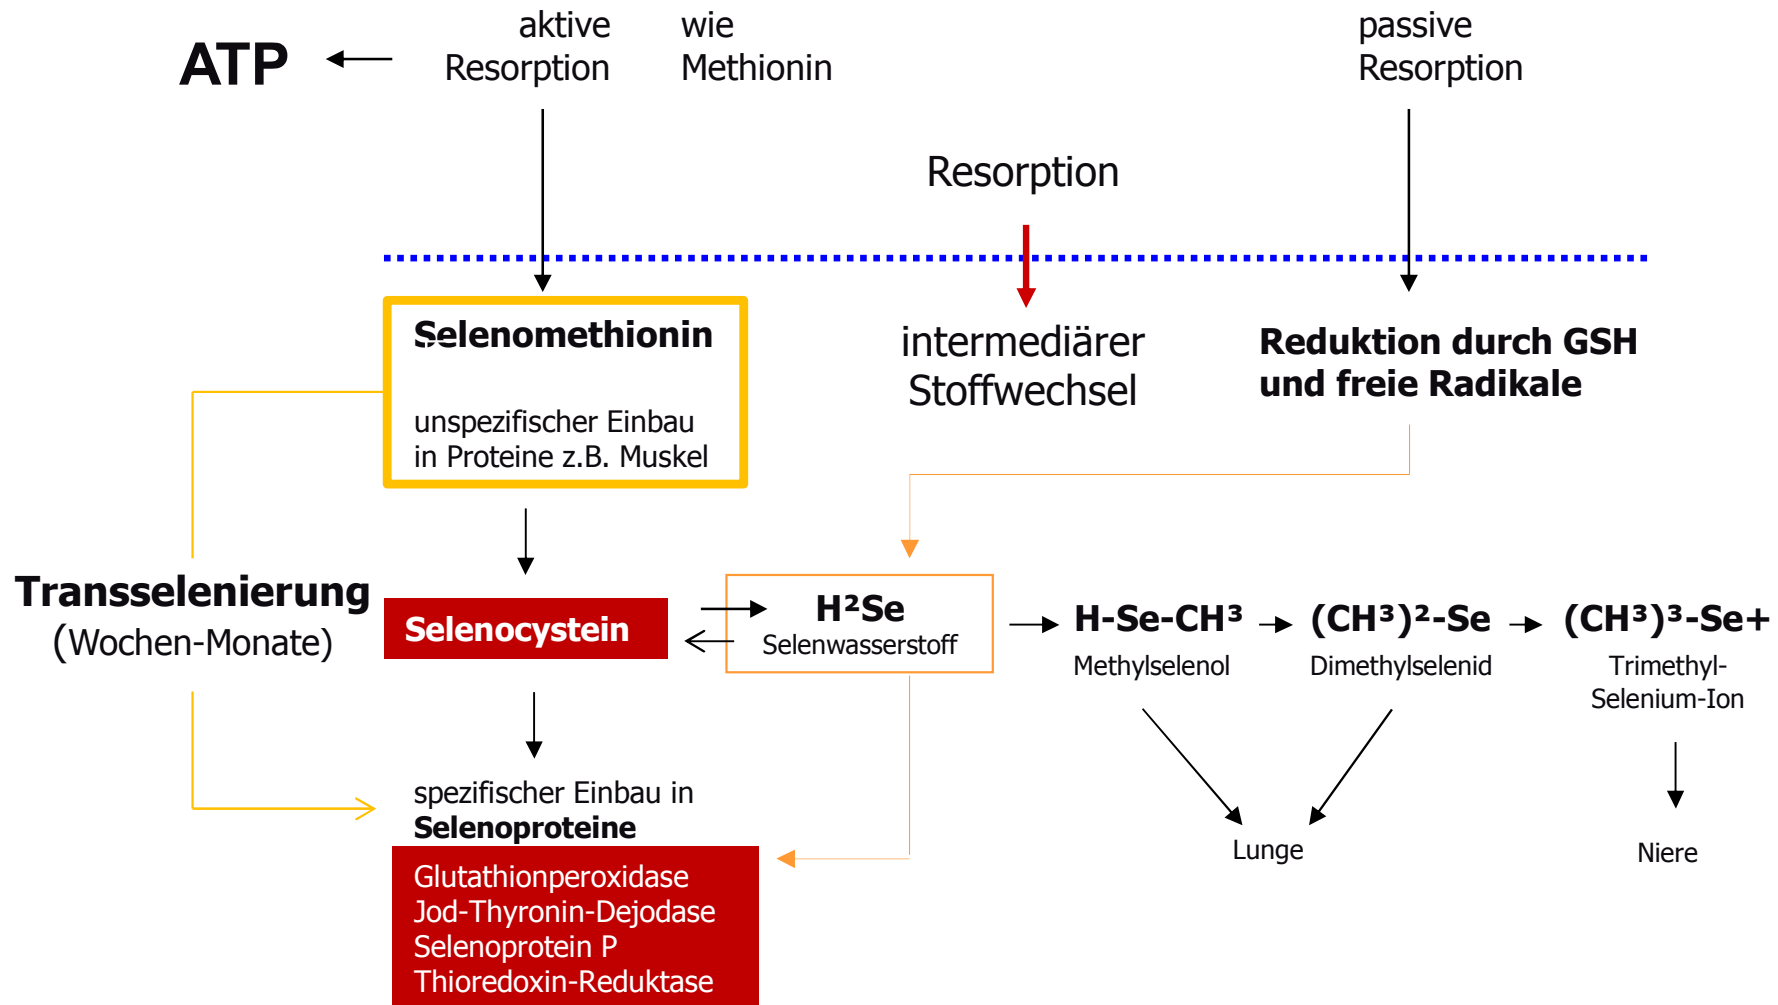 ATP
aktive
Resorption
wie
Methionin
passive
Resorption
Resorption
Selenomethionin
unspezifischer Einbau
in Proteine z.B. Muskel
intermediärer
Stoffwechsel
Reduktion durch GSH
und freie Radikale
Transselenierung
(Wochen-Monate)
Selenocystein
H²Se
Selenwasserstoff
H-Se-CH³
Methylselenol
(CH³)²-Se
Dimethylselenid
(CH³)³-Se+
Trimethyl-
Selenium-Ion
spezifischer Einbau in
Selenoproteine
Glutathionperoxidase
Jod-Thyronin-Dejodase
Selenoprotein P
Thioredoxin-Reduktase
Lunge
Niere